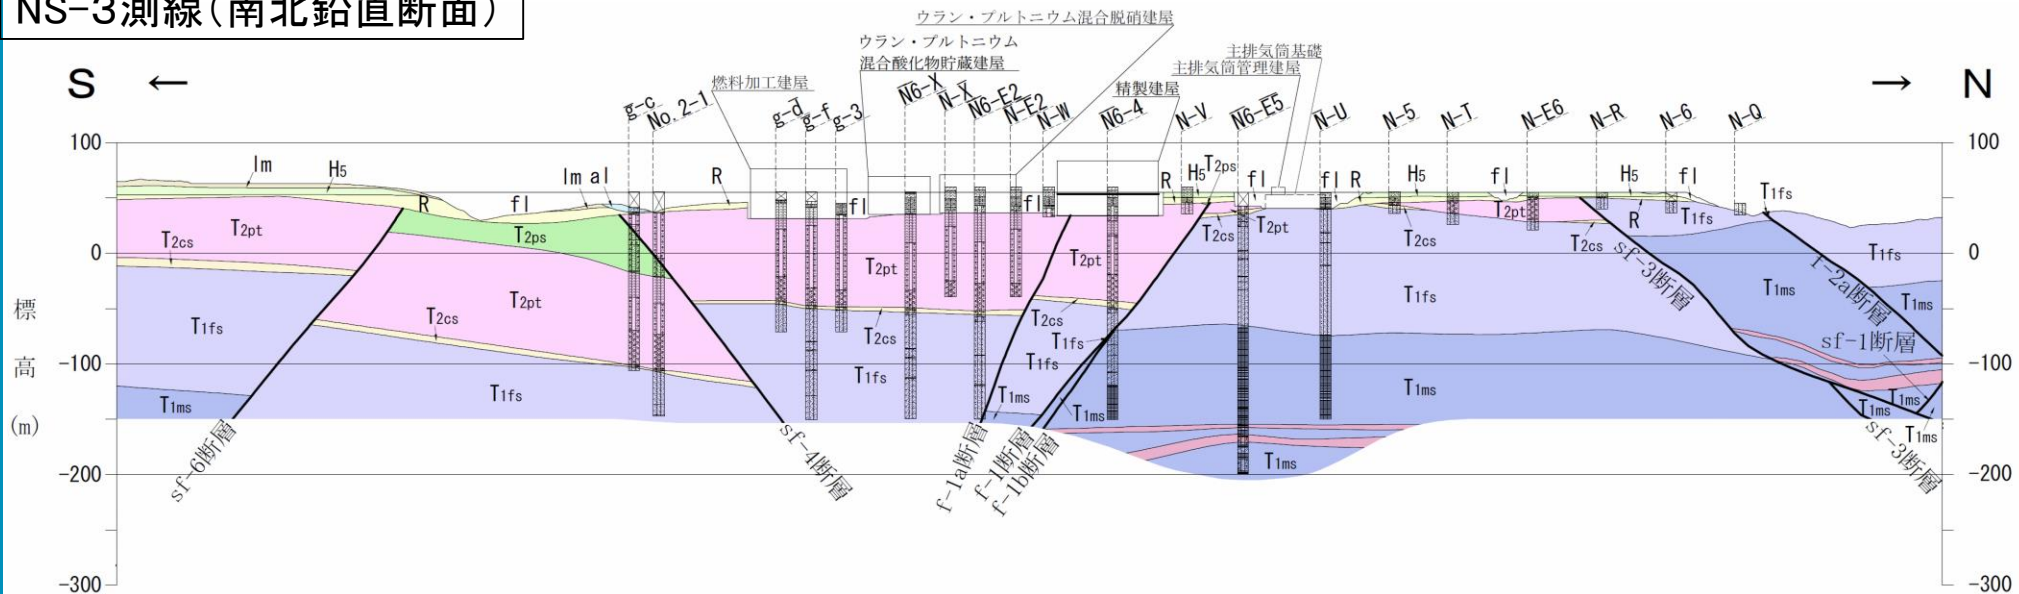 NS-3測線(南北鉛直断面)
ウラン・プルトニウム混合脱硝建屋
ウラン・プルトニウム
混合酸化物貯蔵建屋
主排気筒基礎
主排気筒管理建屋
燃料加工建屋
精製建屋
S ←
→ N
g-c
No.2-1
g-d
g-f
g-3
N6-X
N-X
N6-E2
N-E2
N-W
N6-4
N-V
N6-E5
N-U
N-5
N-T
N-E6
N-R
N-6
N-Q
100
100
lm
H5
R
fl
lm
al
R
fl
fl
R
H5
T2ps
fl
fl
R
H5
fl
H5
fl
T1fs
T2pt
T2ps
T2pt
T2pt
T2cs
T2pt
T2cs
T2pt
T2cs
R
T1fs
T2cs
0
0
T2pt
T2cs
T2cs
T2cs
T1fs
T1fs
T1fs
T1fs
T1fs
T1fs
T1ms
T1fs
T1ms
sf-3断層
f-2a断層
sf-1断層
標
高
(m)
-100
-100
T1ms
T1fs
T1ms
T1ms
T1ms
T1ms
T1ms
T1ms
T1ms
sf-6断層
sf-4断層
f-1a断層
f-1断層
f-1b断層
sf-3断層
-200
-200
-300
-300